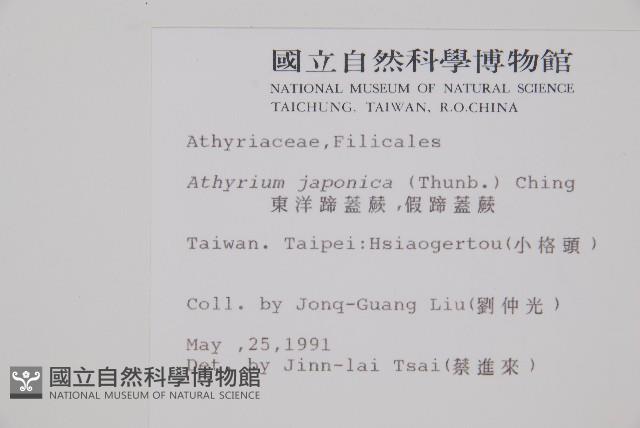 國立自然科學博物館
NATIONAL MUSEUM OF NATURAL SCIENCE
TAICHUNG, TAIWAN, R.O.CHINA
Athyriaceae,Filicales
Athyrium japonica (Thunb.) Ching
東洋蹄蓋蕨,假蹄蓋蕨
Taiwan. Taipei:Hsiaogertou(小格頭)
Coll. by Jonq-Guang Liu(劉仲光)
May ,25,1991
Det. by Jinn-lai Tsai(蔡進來)
國立自然科學博物館
NATIONAL MUSEUM OF NATURAL SCIENCE